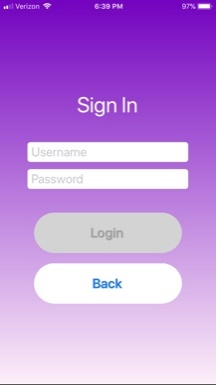 Verizon 6:39 PM 97%
Sign In
Username
Password
Login
Back